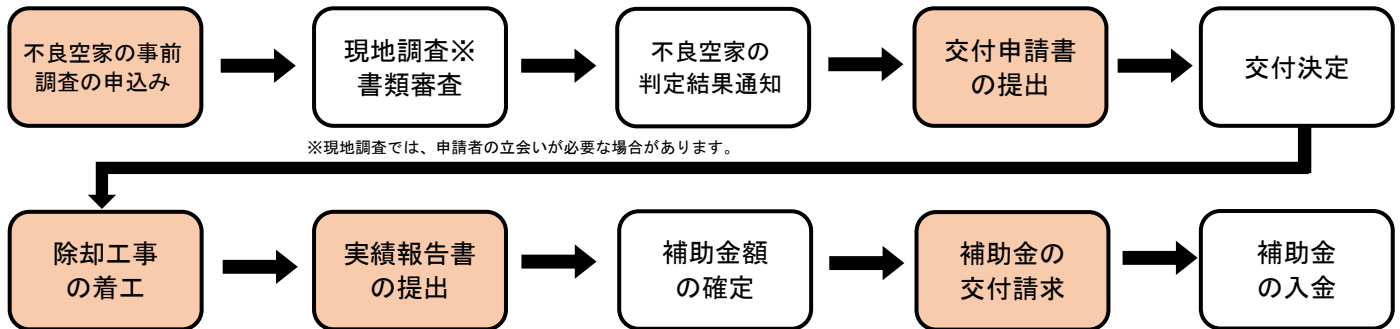 不良空家の事前
調査の申込み
現地調査※
書類審査
不良空家の
判定結果通知
交付申請書
の提出
交付決定
※現地調査では、申請者の立会いが必要な場合があります。
除却工事
の着工
実績報告書
の提出
補助金額
の確定
補助金の
交付請求
補助金
の入金